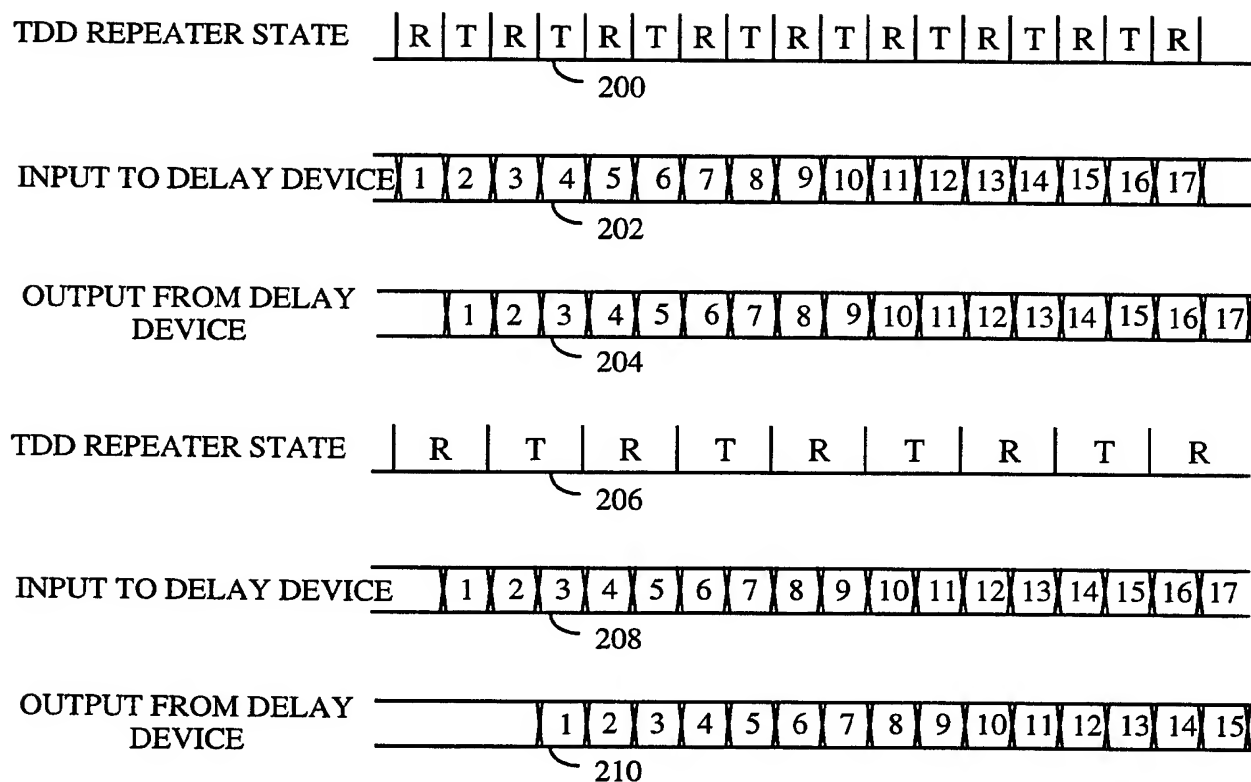 TDD REPEATER STATE R T R T R T R T R T R T R T R T R
200
INPUT TO DELAY DEVICE 1 2 3 4 5 6 7 8 9 10 11 12 13 14 15 16 17
202
OUTPUT FROM DELAY
DEVICE 1 2 3 4 5 6 7 8 9 10 11 12 13 14 15 16 17
204
TDD REPEATER STATE R T R T R T R T R
206
INPUT TO DELAY DEVICE 1 2 3 4 5 6 7 8 9 10 11 12 13 14 15 16 17
208
OUTPUT FROM DELAY
DEVICE 1 2 3 4 5 6 7 8 9 10 11 12 13 14 15
210